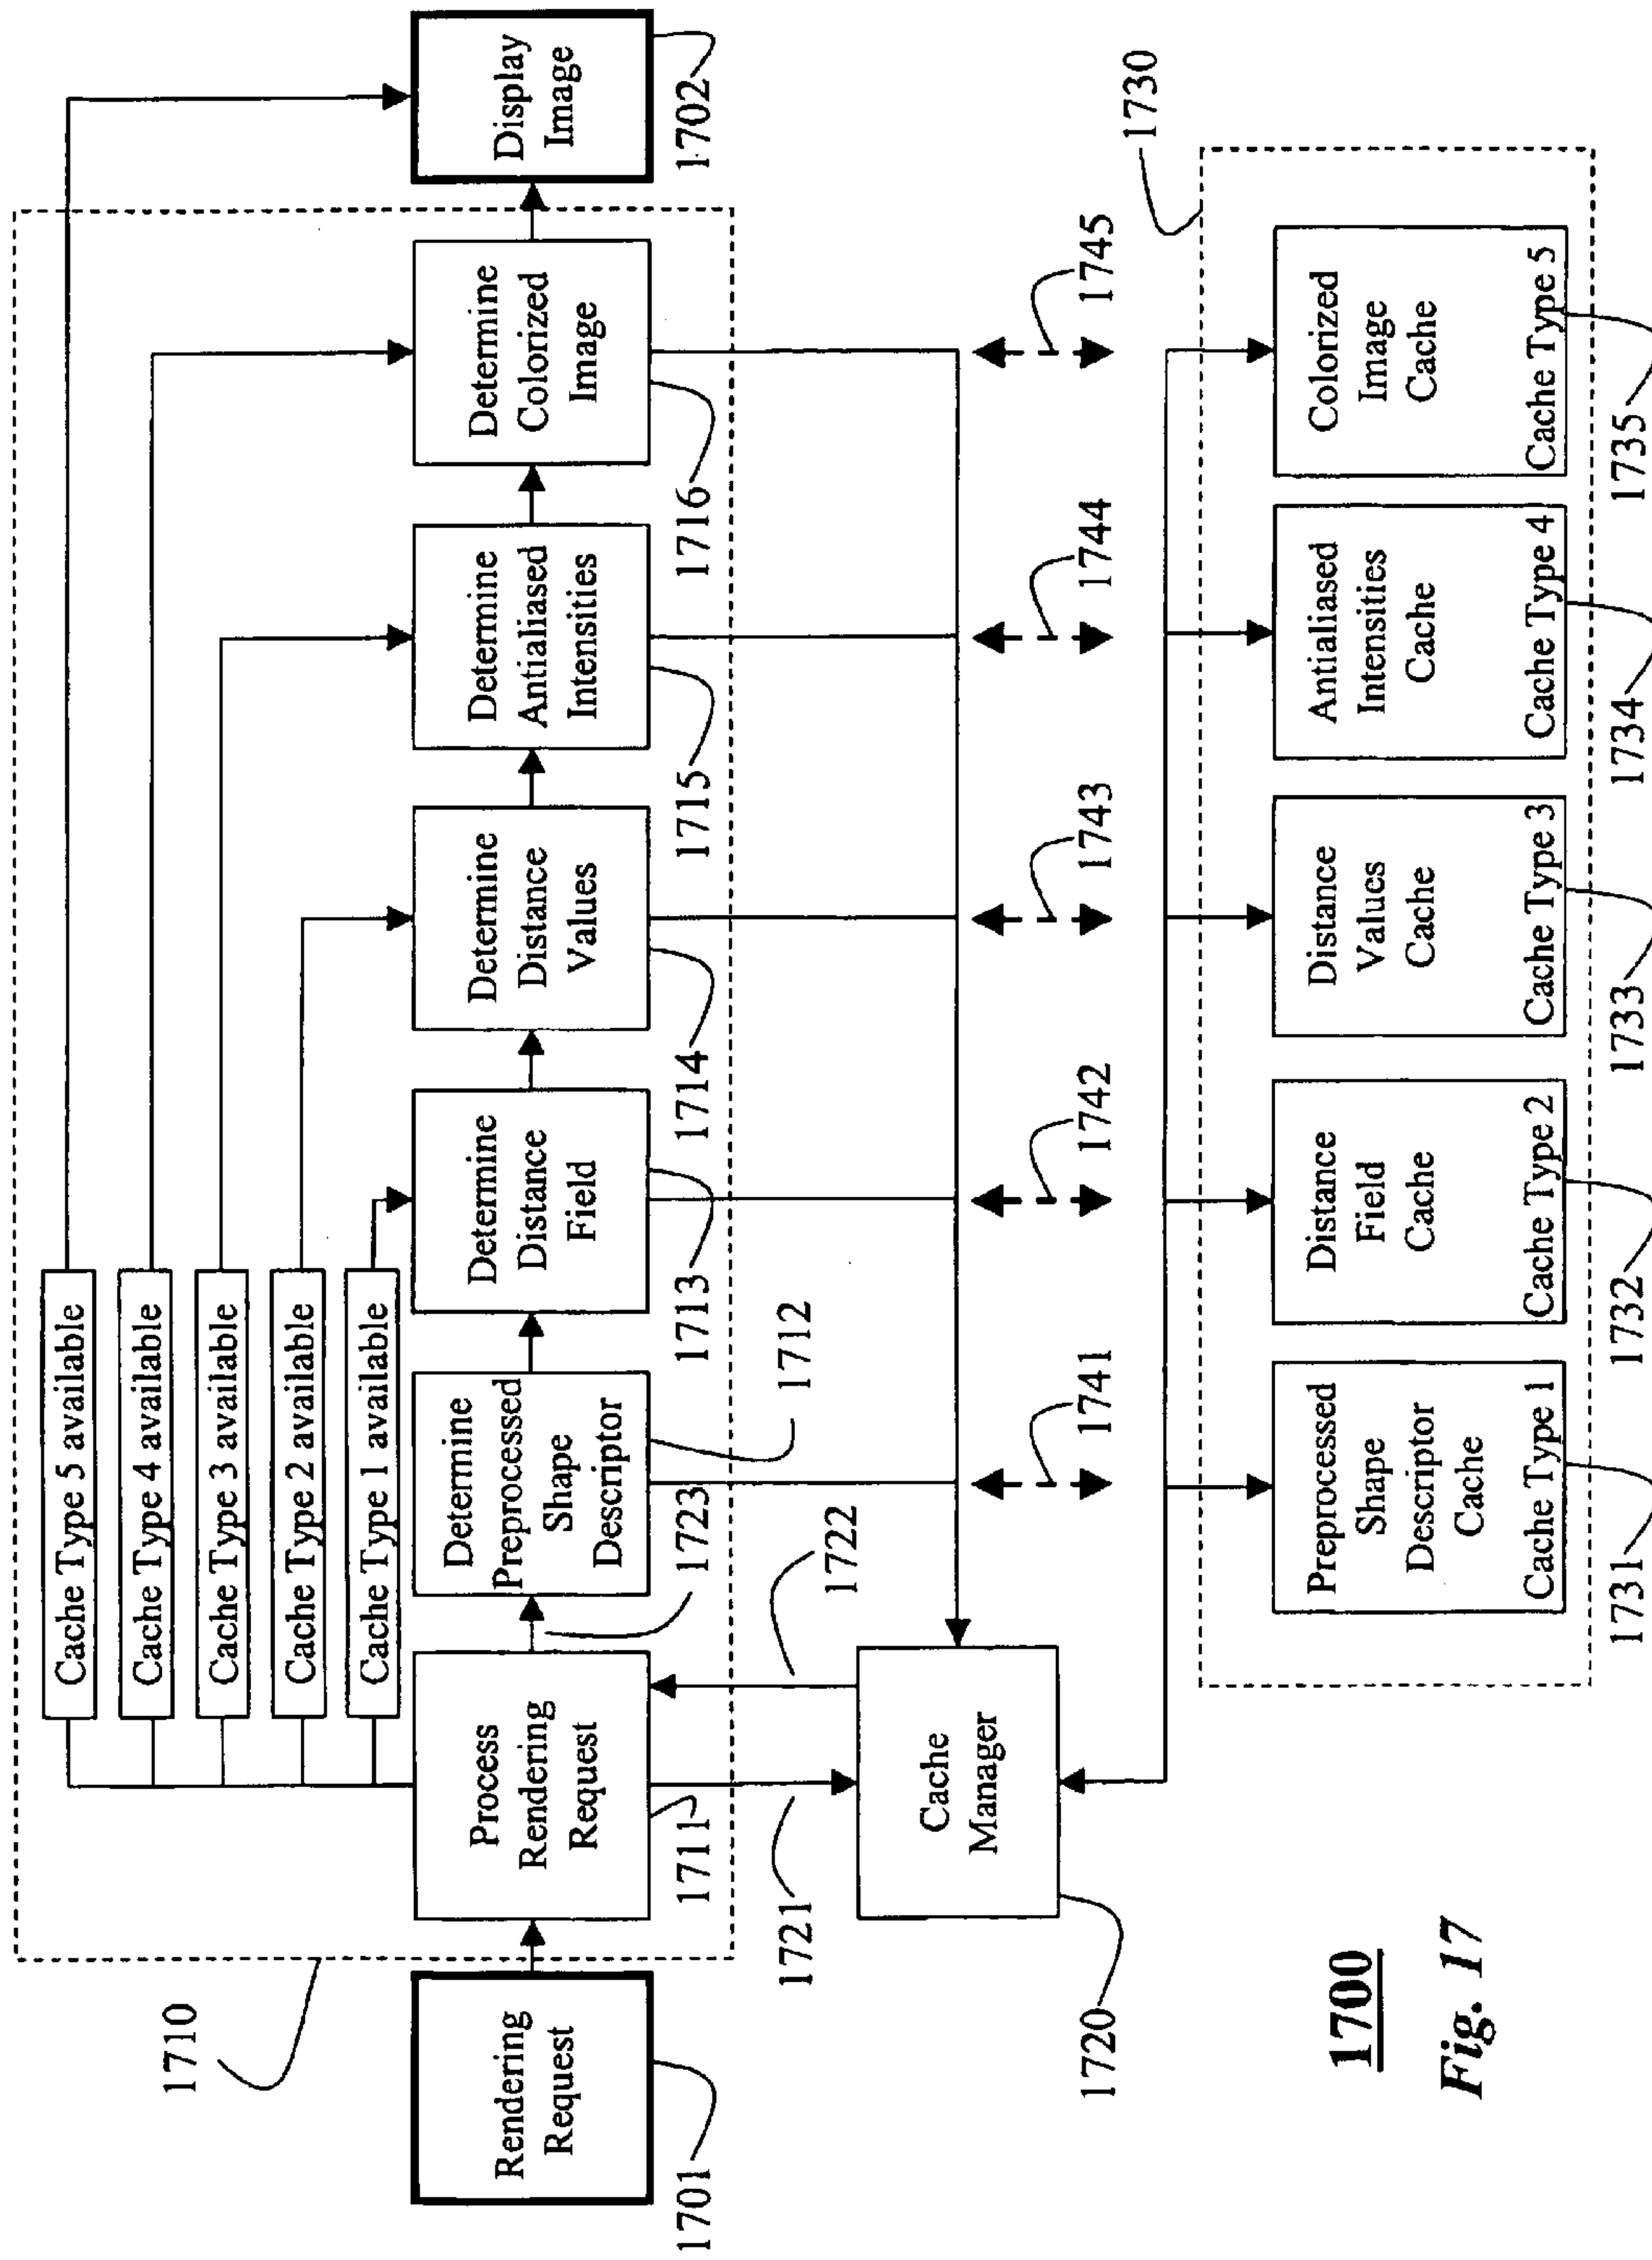 1710
Cache Type 5 available
Cache Type 4 available
Cache Type 3 available
Cache Type 2 available
Cache Type 1 available
Rendering
Request
1701
Process
Rendering
Request
1711
1723
Determine
Preprocessed
Shape
Descriptor
1712
Determine
Distance
Field
1713
Determine
Distance
Values
1714
Determine
Antialiased
Intensities
1715
Determine
Colorized
Image
1716
Display
Image
1702
1721
1722
Cache
Manager
1720
1741
1742
1743
1744
1745
1730
Preprocessed
Shape
Descriptor
Cache
Cache Type 1
1731
Distance
Field
Cache
Cache Type 2
1732
Distance
Values
Cache
Cache Type 3
1733
Antialiased
Intensities
Cache
Cache Type 4
1734
Colorized
Image
Cache
Cache Type 5
1735
1700
Fig. 17